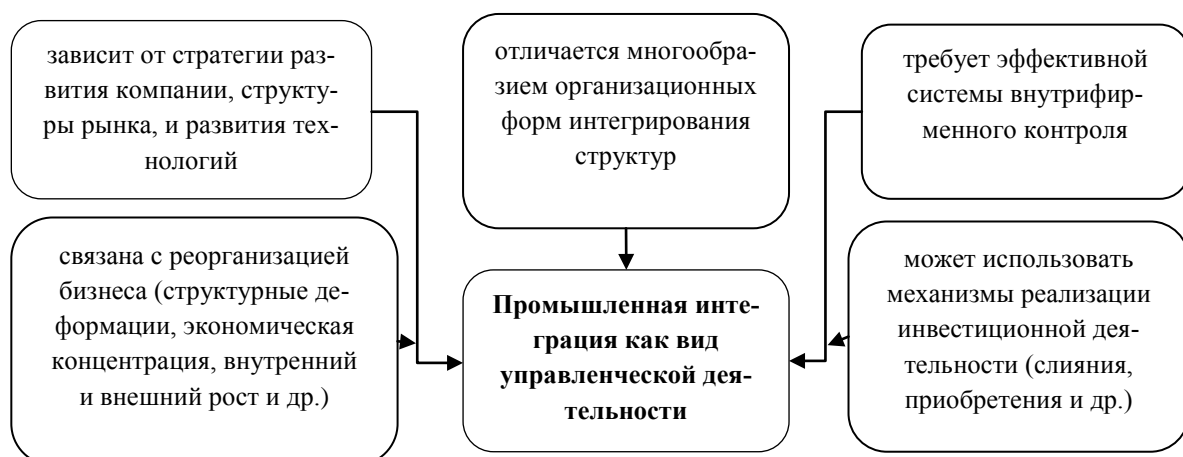 зависит от стратегии раз-
вития компании, структу-
ры рынка, и развития тех-
нологий
отличается многообра-
зием организационных
форм интегрирования
структур
требует эффективной
системы внутрифир-
менного контроля
связана с реорганизацией
бизнеса (структурные де-
формации, экономическая
концентрация, внутренний
и внешний рост и др.)
Промышленная инте-
грация как вид
управленческой дея-
тельности
может использовать
механизмы реализации
инвестиционной дея-
тельности (слияния,
приобретения и др.)